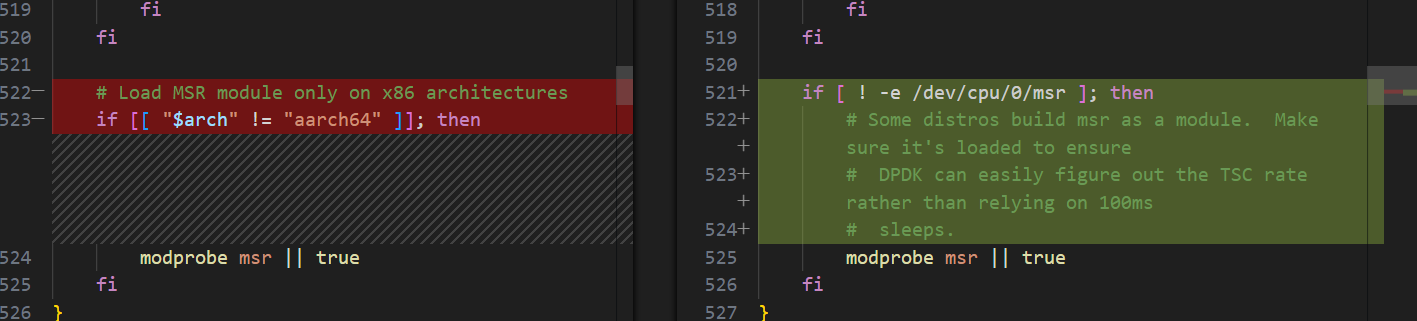 519 fi
520 fi
521
522— # Load MSR module only on x86 architectures
523— if [[ "$arch" != "aarch64" ]]; then
524 modprobe msr || true
525 fi
526 }
518 fi
519 fi
520
521+ if [ ! -e /dev/cpu/0/msr ]; then
522+ # Some distros build msr as a module.  Make
+ sure it's loaded to ensure
523+ #  DPDK can easily figure out the TSC rate
+ rather than relying on 100ms
524+ #  sleeps.
525 modprobe msr || true
526 fi
527 }